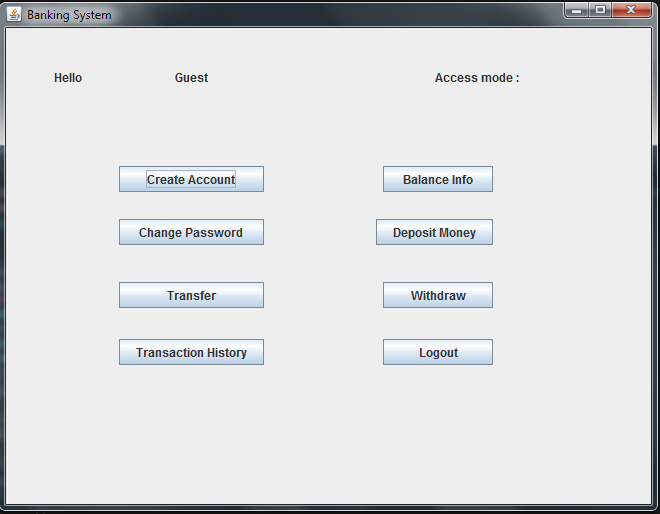 Banking System
Hello Guest Access mode :
Create Account Balance Info
Change Password Deposit Money
Transfer Withdraw
Transaction History Logout